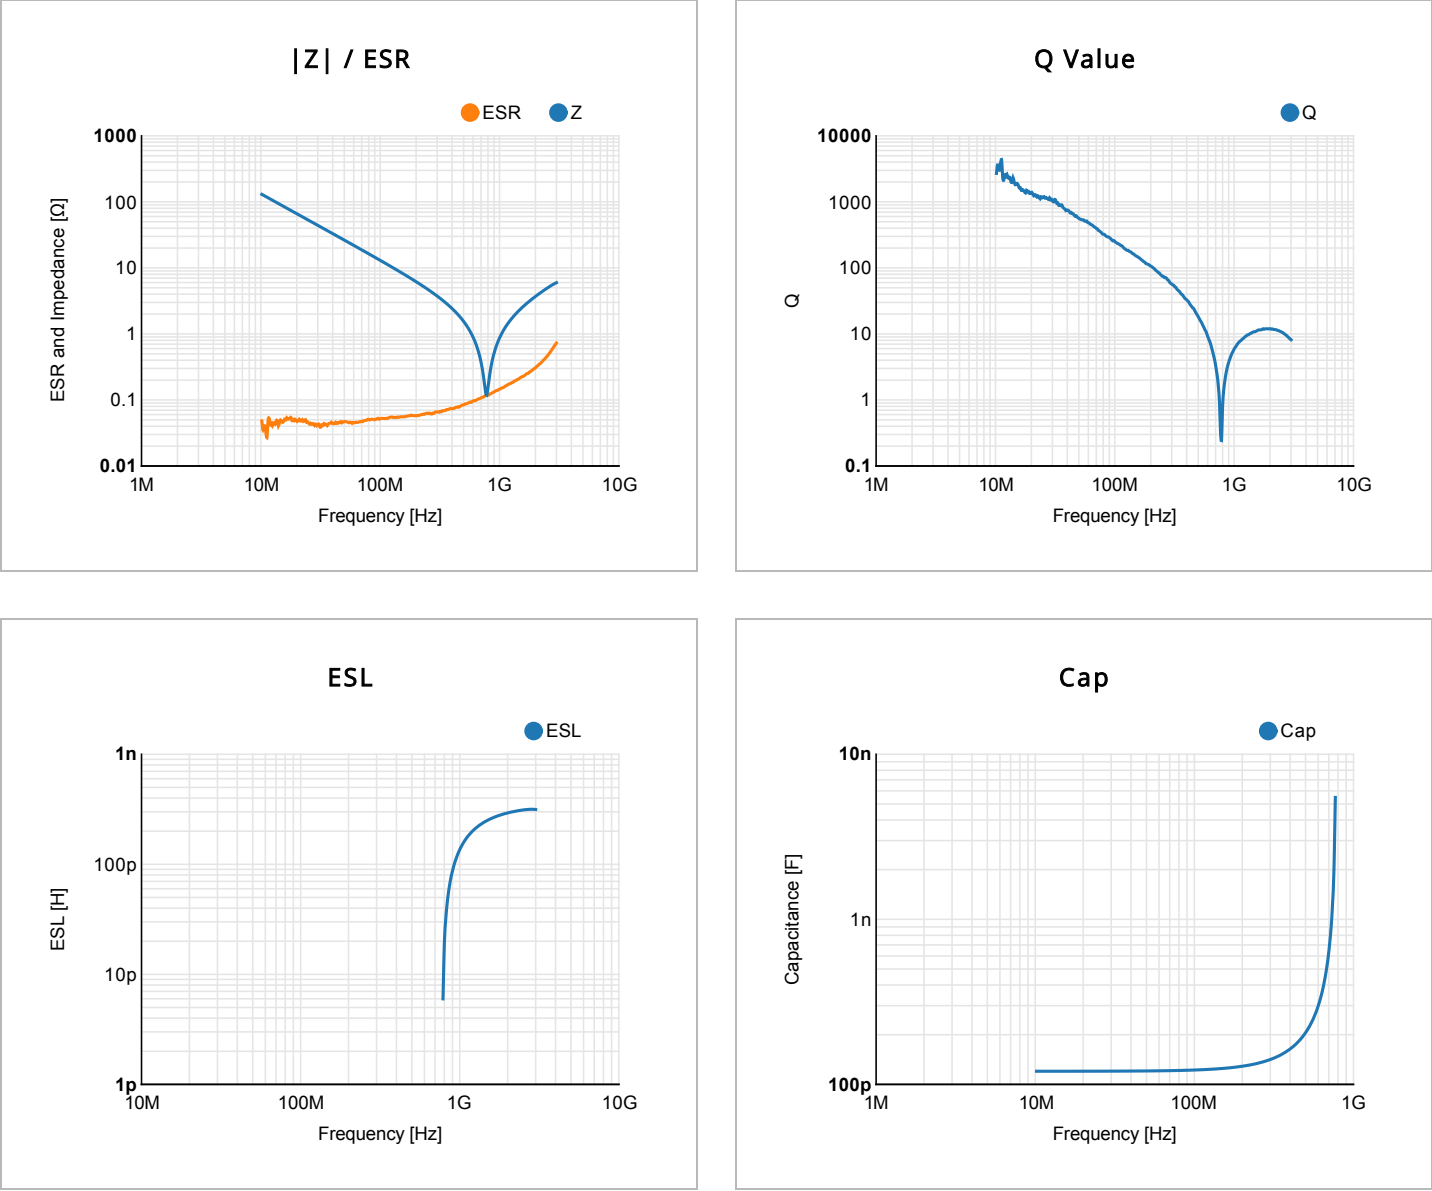 |Z| / ESR
ESR Z
1000
100
10
1
0.1
0.01
ESR and Impedance [Ω]
1M 10M 100M 1G 10G
Frequency [Hz]
Q Value
Q
10000
1000
100
10
1
0.1
Q
1M 10M 100M 1G 10G
Frequency [Hz]
ESL
ESL
1n
100p
10p
1p
ESL [H]
10M 100M 1G 10G
Frequency [Hz]
Cap
Cap
10n
1n
100p
Capacitance [F]
1M 10M 100M 1G
Frequency [Hz]